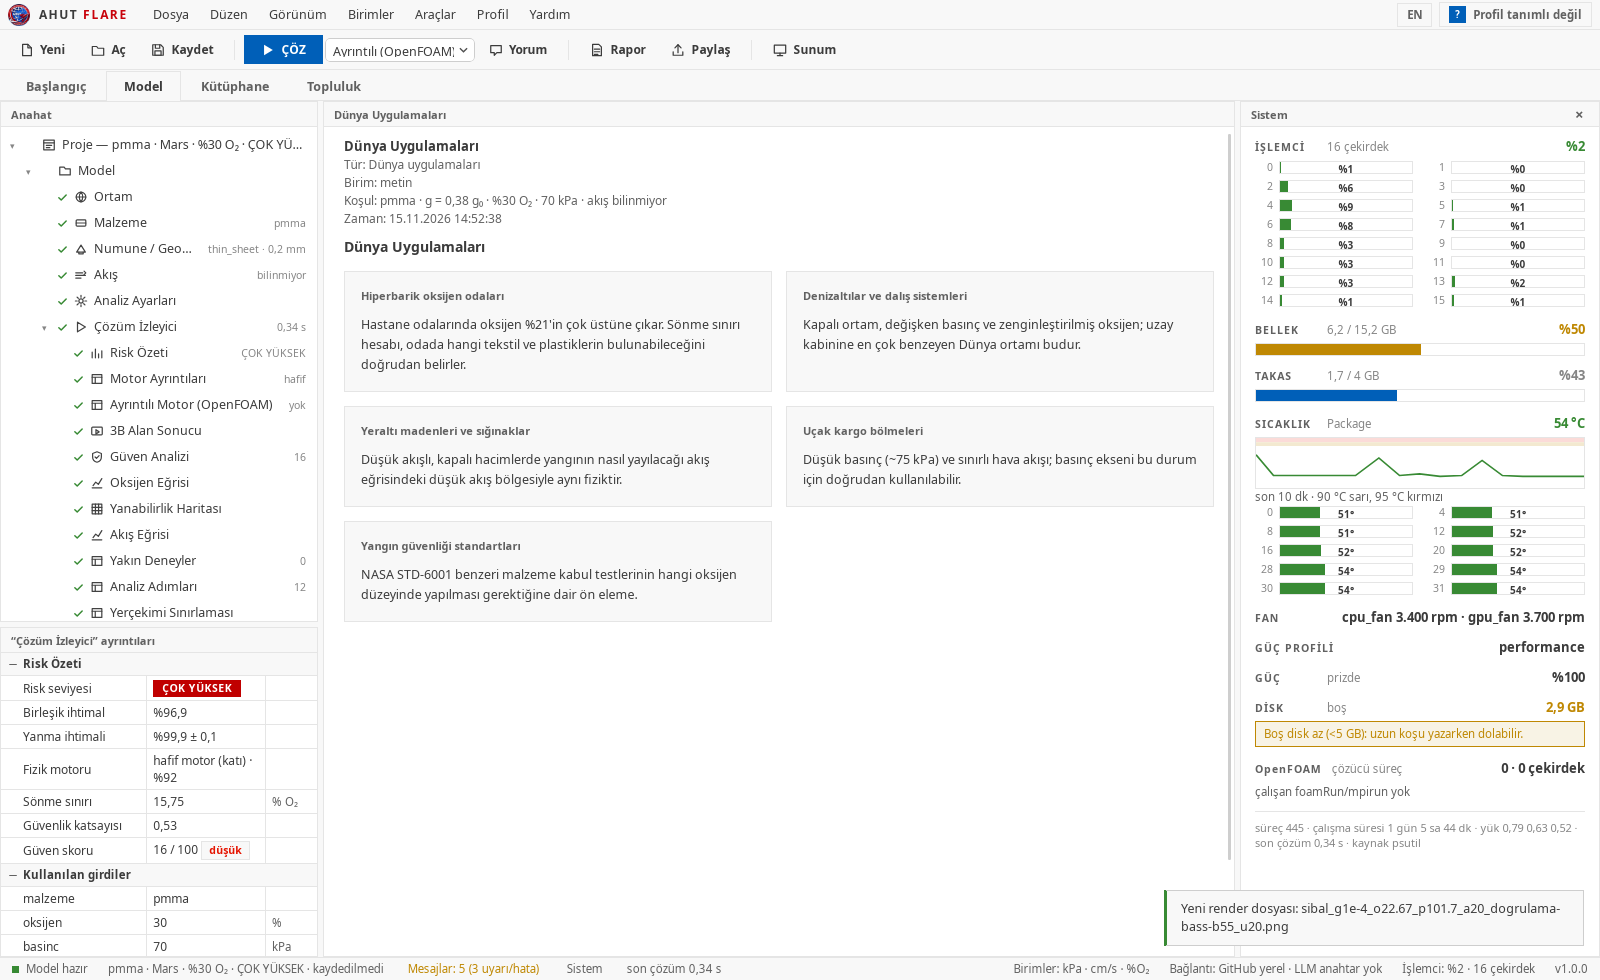 AHUT FLARE Dosya Düzen Görünüm Birimler Araçlar Profil Yardım EN ? Profil tanımlı değil
Yeni Aç Kaydet ÇÖZ Ayrıntılı (OpenFOAM) Yorum Rapor Paylaş Sunum
Başlangıç Model Kütüphane Topluluk
Anahat
Proje — pmma · Mars · %30 O₂ · ÇOK YÜ...
Model
Ortam
Malzeme pmma
Numune / Geo... thin_sheet · 0,2 mm
Akış bilinmiyor
Analiz Ayarları
Çözüm İzleyici 0,34 s
Risk Özeti ÇOK YÜKSEK
Motor Ayrıntıları hafif
Ayrıntılı Motor (OpenFOAM) yok
3B Alan Sonucu
Güven Analizi 16
Oksijen Eğrisi
Yanabilirlik Haritası
Akış Eğrisi
Yakın Deneyler 0
Analiz Adımları 12
Yerçekimi Sınırlaması
“Çözüm İzleyici” ayrıntıları
Risk Özeti
Risk seviyesi ÇOK YÜKSEK
Birleşik ihtimal %96,9
Yanma ihtimali %99,9 ± 0,1
Fizik motoru hafif motor (katı) ·
%92
Sönme sınırı 15,75 % O₂
Güvenlik katsayısı 0,53
Güven skoru 16 / 100 düşük
Kullanılan girdiler
malzeme pmma
oksijen 30 %
basinc 70 kPa
Dünya Uygulamaları
Dünya Uygulamaları
Tür: Dünya uygulamaları
Birim: metin
Koşul: pmma · g = 0,38 g₀ · %30 O₂ · 70 kPa · akış bilinmiyor
Zaman: 15.11.2026 14:52:38
Dünya Uygulamaları
Hiperbarik oksijen odaları
Hastane odalarında oksijen %21'in çok üstüne çıkar. Sönme sınırı
hesabı, odada hangi tekstil ve plastiklerin bulunabileceğini
doğrudan belirler.
Denizaltılar ve dalış sistemleri
Kapalı ortam, değişken basınç ve zenginleştirilmiş oksijen; uzay
kabinine en çok benzeyen Dünya ortamı budur.
Yeraltı madenleri ve sığınaklar
Düşük akışlı, kapalı hacimlerde yangının nasıl yayılacağı akış
eğrisindeki düşük akış bölgesiyle aynı fiziktir.
Uçak kargo bölmeleri
Düşük basınç (~75 kPa) ve sınırlı hava akışı; basınç ekseni bu durum
için doğrudan kullanılabilir.
Yangın güvenliği standartları
NASA STD-6001 benzeri malzeme kabul testlerinin hangi oksijen
düzeyinde yapılması gerektiğine dair ön eleme.
Sistem ×
İŞLEMCİ 16 çekirdek %2
0 %1 1 %0
2 %6 3 %0
4 %9 5 %1
6 %8 7 %1
8 %3 9 %0
10 %3 11 %0
12 %3 13 %2
14 %1 15 %1
BELLEK 6,2 / 15,2 GB %50
TAKAS 1,7 / 4 GB %43
SICAKLIK Package 54 °C
son 10 dk · 90 °C sarı, 95 °C kırmızı
0 51° 4 51°
8 51° 12 52°
16 52° 20 52°
28 54° 29 54°
30 54° 31 54°
FAN cpu_fan 3.400 rpm · gpu_fan 3.700 rpm
GÜÇ PROFİLİ performance
GÜÇ prizde %100
DİSK boş 2,9 GB
Boş disk az (<5 GB): uzun koşu yazarken dolabilir.
OpenFOAM çözücü süreç 0 · 0 çekirdek
çalışan foamRun/mpirun yok
süreç 445 · çalışma süresi 1 gün 5 sa 44 dk · yük 0,79 0,63 0,52 ·
son çözüm 0,34 s · kaynak psutil
Yeni render dosyası: sibal_g1e-4_o22.67_p101.7_a20_dogrulama-
bass-b55_u20.png
Model hazır pmma · Mars · %30 O₂ · ÇOK YÜKSEK · kaydedilmedi Mesajlar: 5 (3 uyarı/hata) Sistem son çözüm 0,34 s Birimler: kPa · cm/s · %O₂ Bağlantı: GitHub yerel · LLM anahtar yok İşlemci: %2 · 16 çekirdek v1.0.0